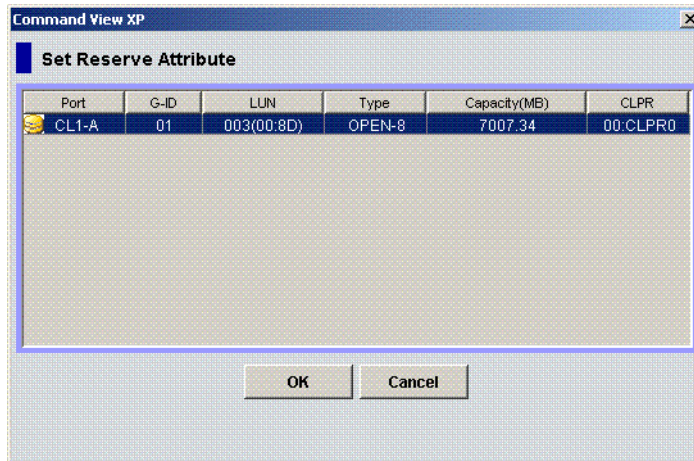 Command View XP
Set Reserve Attribute
Port G-ID LUN Type Capacity(MB) CLPR
CL1-A 01 003(00:8D) OPEN-8 7007.34 00:CLPR0
OK Cancel